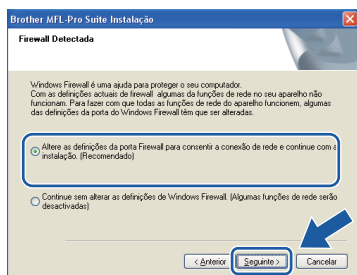 Brother MFL-Pro Suite Instalação
Firewall Detectada
Windows Firewall é uma ajuda para proteger o seu computador.
Com as definições actuais de firewall algumas da funções de rede no seu aparelho não
funcionam. Para fazer com que todas as funções de rede do aparelho funcionem, algumas
das definições da porta do Windows Firewall têm que ser alteradas.
Altere as definições da porta Firewall para consentir a conexão de rede e continue com a
instalação. (Recomendado)
Continue sem alterar as definições de Windows Firewall. (Algumas funções de rede serão
desactivadas)
< Anterior
Seguinte >
Cancelar